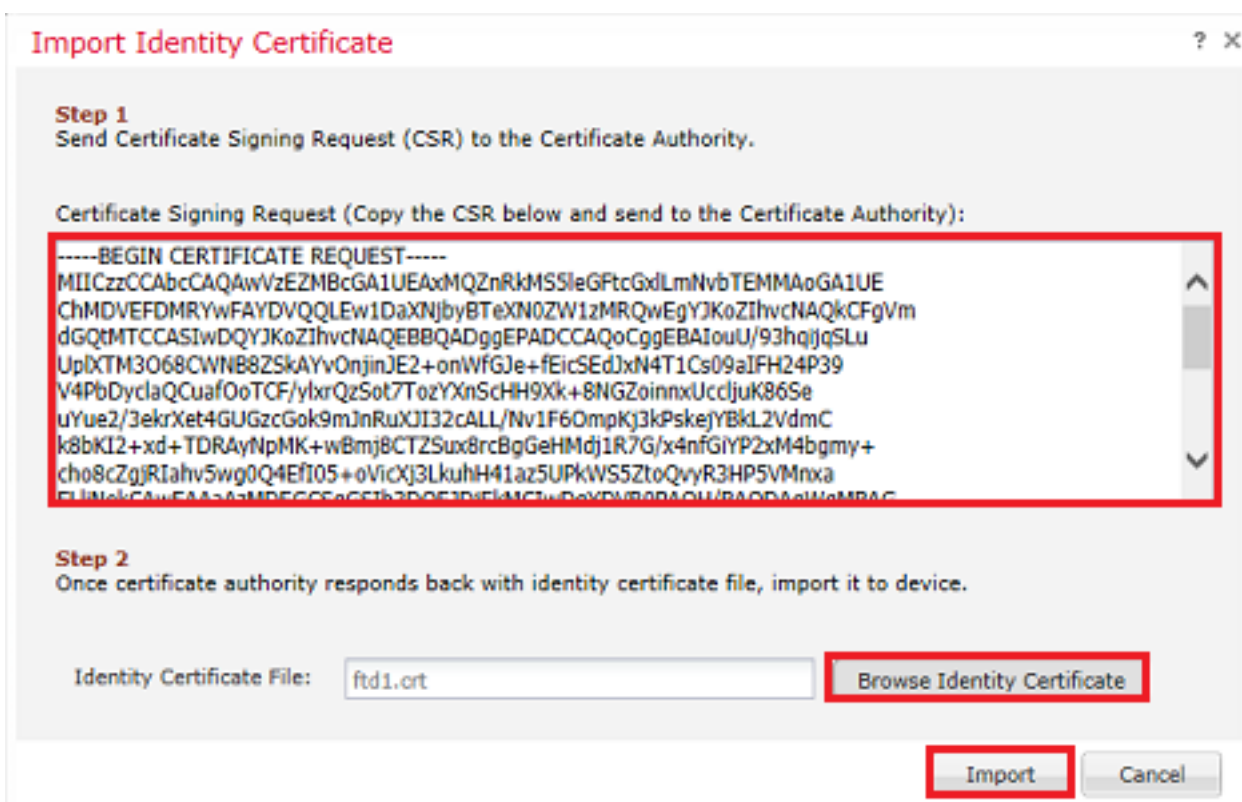 Import Identity Certificate ? ×
Step 1
Send Certificate Signing Request (CSR) to the Certificate Authority.
Certificate Signing Request (Copy the CSR below and send to the Certificate Authority):
-----BEGIN CERTIFICATE REQUEST-----
MIICzzCCAbcCAQAwVzEZMBcGA1UEAxMQZnRkMS5leGFtcGxlLmNvbTEMMAoGA1UE
ChMDVEFDMRYwFAYDVQQLEw1DaXNjbyBTeXN0ZW1zMRQwEgYJKoZIhvcNAQkCFgVm
dGQtMTCCASIwDQYJKoZIhvcNAQEBBQADggEPADCCAQoCggEBAIouU/93hqijqSLu
UplXTM3O68CWNB8ZSkAYvOnjinJE2+onWfGJe+fEicSEdJxN4T1Cs09aIFH24P39
V4PbDyclaQCuafOoTCF/ylxrQzSot7TozYXnScHH9Xk+8NGZoinnxUccljuK86Se
uYue2/3ekrXet4GUGzcGok9mJnRuXJI32cALL/Nv1F6OmpKj3kPskejYBkL2VdmC
k8bKI2+xd+TDRAyNpMK+wBmj8CTZSux8rcBgGeHMdj1R7G/x4nfGiYP2xM4bgmy+
cho8cZgjRIahv5wg0Q4EfI05+oVicXj3LkuhH41az5UPkWS5ZtoQvyR3HP5VMnxa
Step 2
Once certificate authority responds back with identity certificate file, import it to device.
Identity Certificate File: ftd1.crt Browse Identity Certificate
Import Cancel